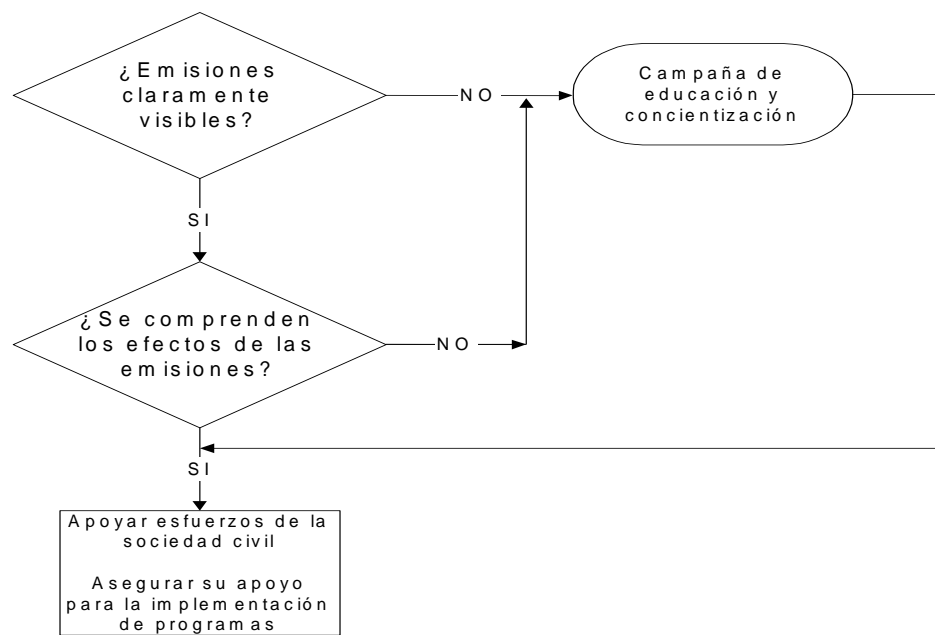 ¿Emisiones
claramente
visibles?
NO
Campaña de
educación y
concientización
SI
¿Se comprenden
los efectos de las
emisiones?
NO
SI
Apoyar esfuerzos de la
sociedad civil
Asegurar su apoyo
para la implementación
de programas